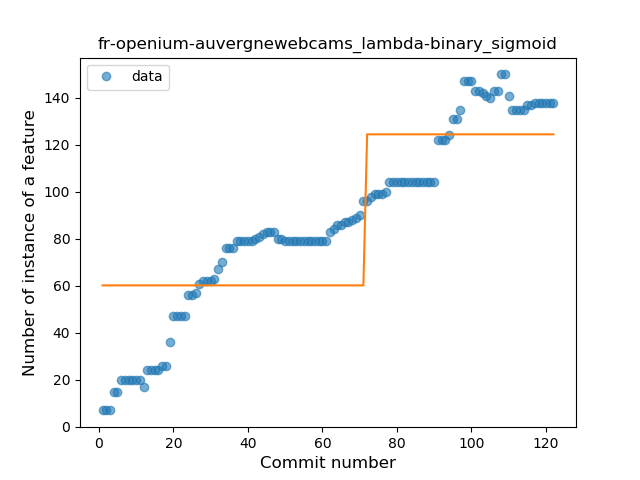 fr-openium-auvergnewebcams_lambda-binary_sigmoid
data
Number of instance of a feature
140
120
100
80
60
40
20
0
0 20 40 60 80 100 120
Commit number